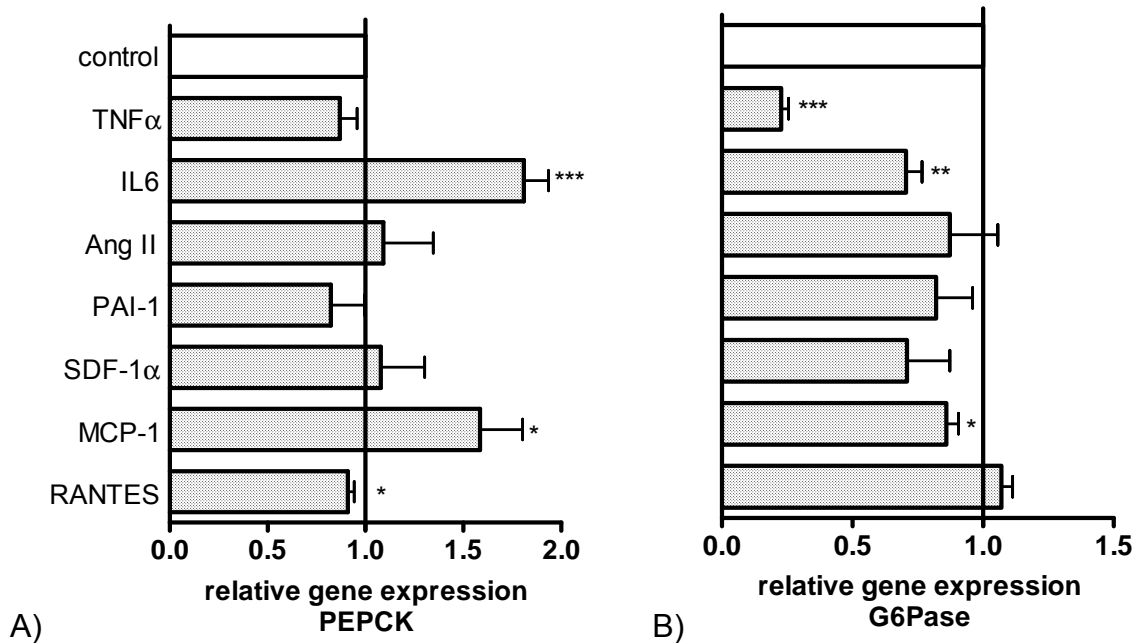 control
TNFα
IL6
Ang II
PAI-1
SDF-1α
MCP-1
RANTES
***
*
*
0.0 0.5 1.0 1.5 2.0
relative gene expression
PEPCK
A)
***
**
*
0.0 0.5 1.0 1.5
relative gene expression
G6Pase
B)